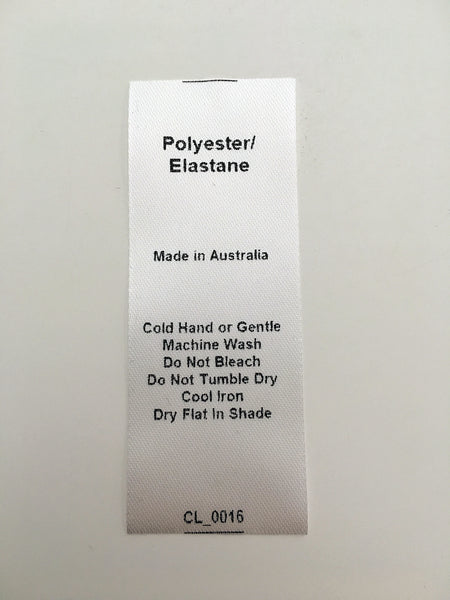 Polyester/
Elastane
Made in Australia
Cold Hand or Gentle
Machine Wash
Do Not Bleach
Do Not Tumble Dry
Cool Iron
Dry Flat In Shade
CL_0016